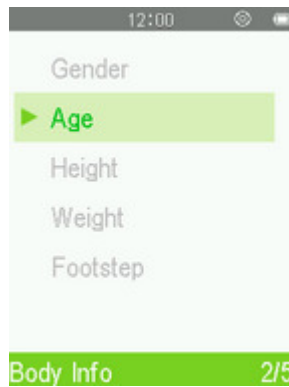 12:00
Gender
Age
Height
Weight
Footstep
Body Info 2/5